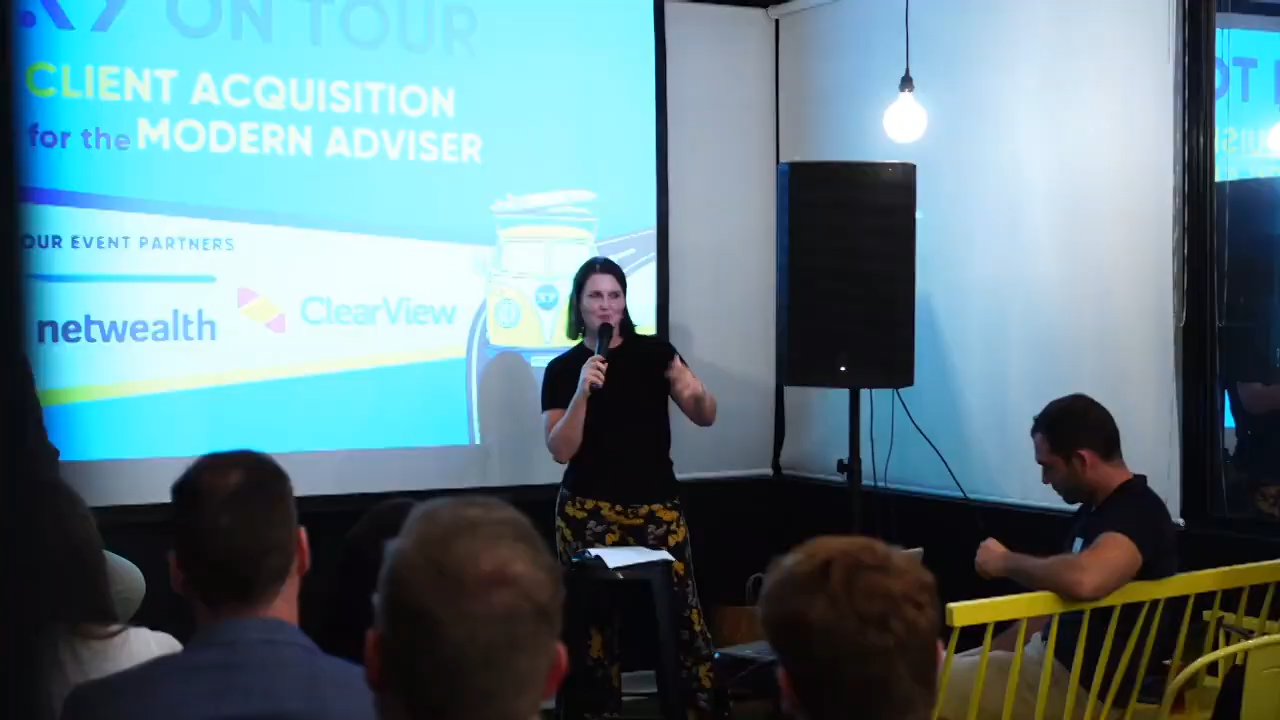 ON TOUR
CLIENT ACQUISITION
for the MODERN ADVISER
OUR EVENT PARTNERS
netwealth ClearView